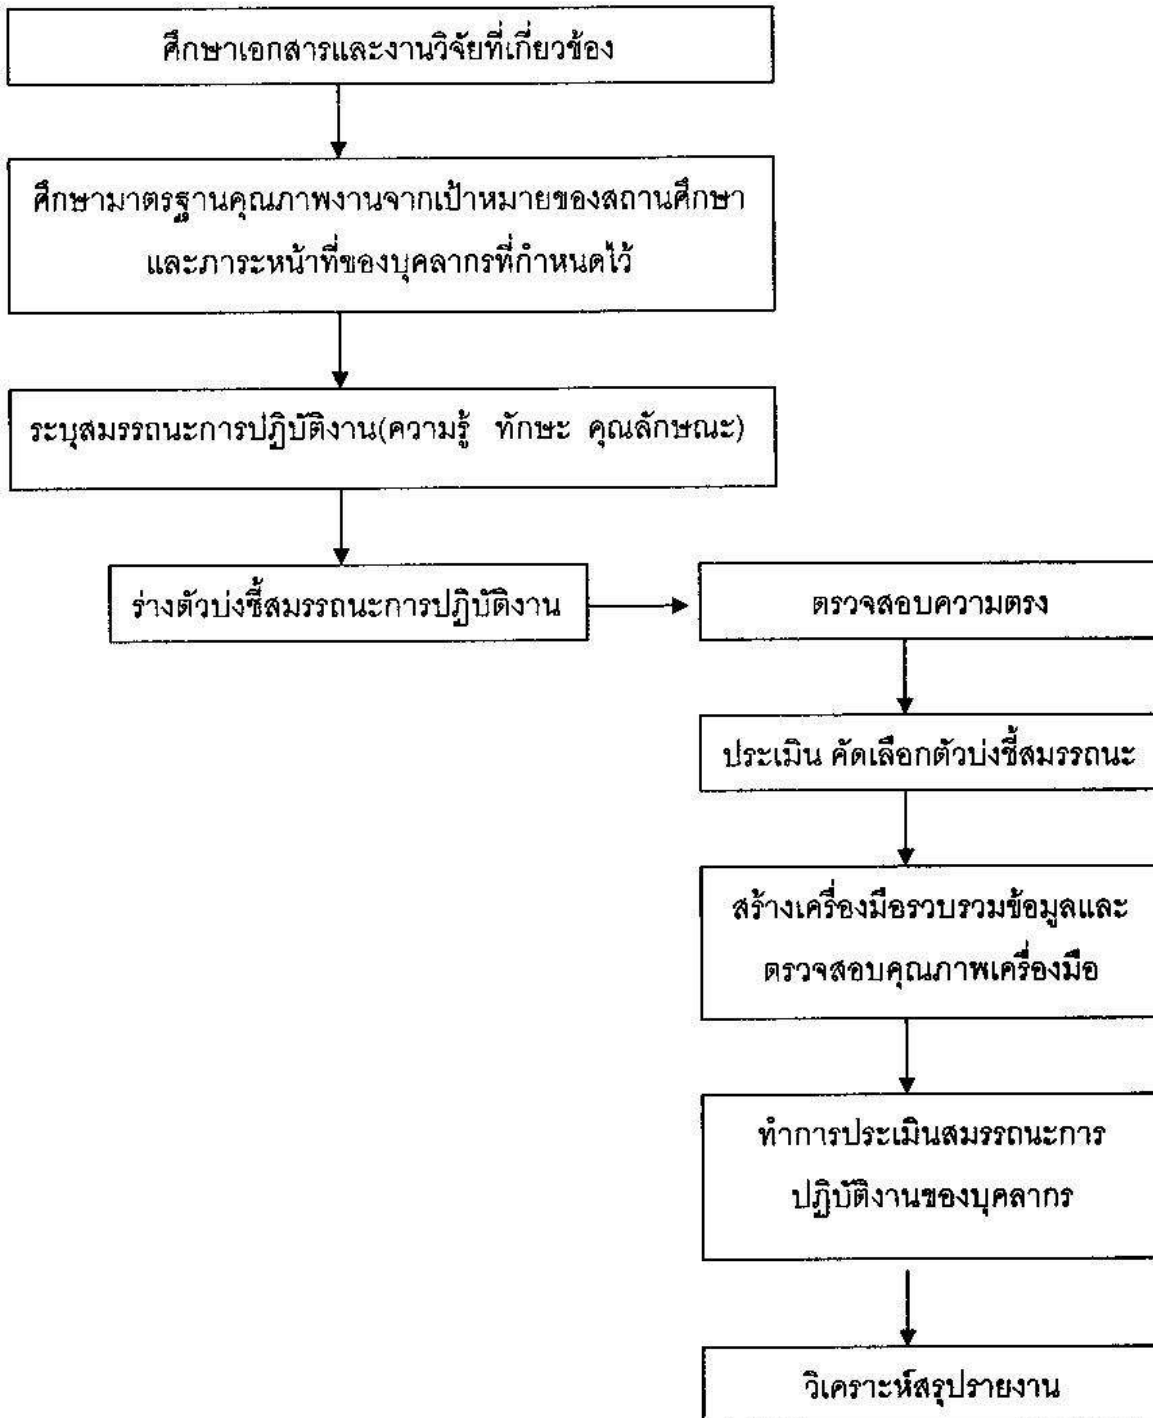 ศึกษาเอกสารและงานวิจัยที่เกี่ยวข้อง
ศึกษามาตรฐานคุณภาพงานจากเป้าหมายของสถานศึกษา
และภาระหน้าที่ของบุคลากรที่กำหนดไว้
ระบุสมรรถนะการปฏิบัติงาน(ความรู้ ทักษะ คุณลักษณะ)
ร่างตัวบ่งชี้สมรรถนะการปฏิบัติงาน
ตรวจสอบความตรง
ประเมิน คัดเลือกตัวบ่งชี้สมรรถนะ
สร้างเครื่องมือรวบรวมข้อมูลและ
ตรวจสอบคุณภาพเครื่องมือ
ทำการประเมินสมรรถนะการ
ปฏิบัติงานของบุคลากร
วิเคราะห์สรุปรายงาน